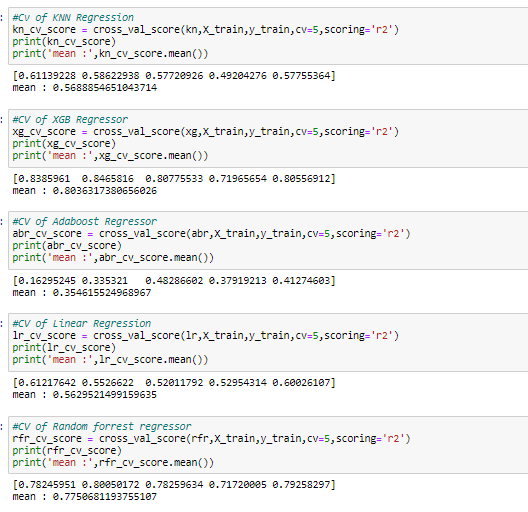 #Cv of KNN Regression
kn_cv_score = cross_val_score(kn,X_train,y_train,cv=5,scoring='r2')
print(kn_cv_score)
print('mean :',kn_cv_score.mean())
[0.61139228 0.58622938 0.57720926 0.49204276 0.57755364]
mean : 0.5688854651043714
#CV of XGB Regressor
xg_cv_score = cross_val_score(xg,X_train,y_train,cv=5,scoring='r2')
print(xg_cv_score)
print('mean :',xg_cv_score.mean())
[0.8385961  0.8465816  0.80775533 0.71965654 0.80556912]
mean : 0.8036317380656026
#CV of Adaboost Regressor
abr_cv_score = cross_val_score(abr,X_train,y_train,cv=5,scoring='r2')
print(abr_cv_score)
print('mean :',abr_cv_score.mean())
[0.16295245 0.335321   0.48286602 0.37919213 0.41274603]
mean : 0.354615524968967
#CV of Linear Regression
lr_cv_score = cross_val_score(lr,X_train,y_train,cv=5,scoring='r2')
print(lr_cv_score)
print('mean :',lr_cv_score.mean())
[0.61217642 0.5526622  0.52011792 0.52954314 0.60026107]
mean : 0.5629521499159635
#CV of Random forrest regressor
rfr_cv_score = cross_val_score(rfr,X_train,y_train,cv=5,scoring='r2')
print(rfr_cv_score)
print('mean :',rfr_cv_score.mean())
[0.78245951 0.80050172 0.78259634 0.71720005 0.79258297]
mean : 0.7750681193755107